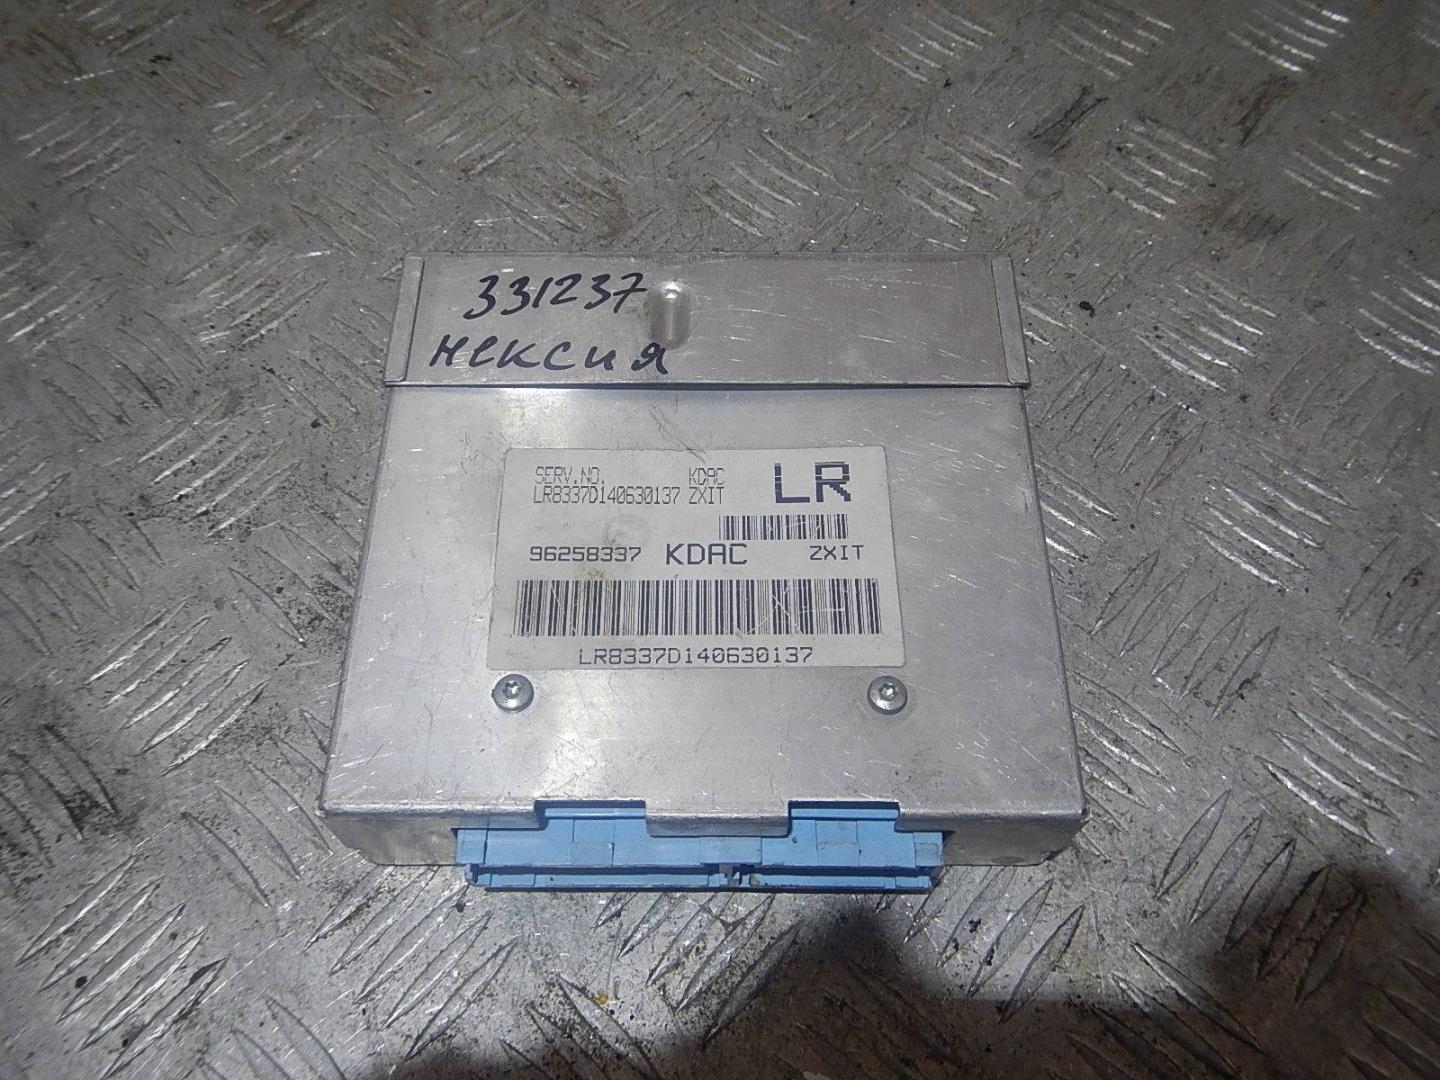 331237
нексия
SERV.NO. KDAC LR
LR8337D140630137 ZXIT
96258337 KDAC ZXIT
LR8337D140630137